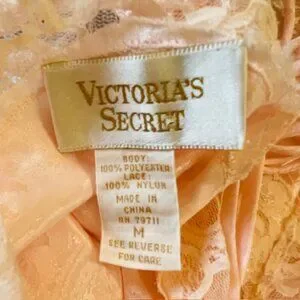 VICTORIA'S
SECRET
BODY:
100% POLYESTER
LACE:
100% NYLON
MADE IN
CHINA
RN 79711
M
SEE REVERSE
FOR CARE